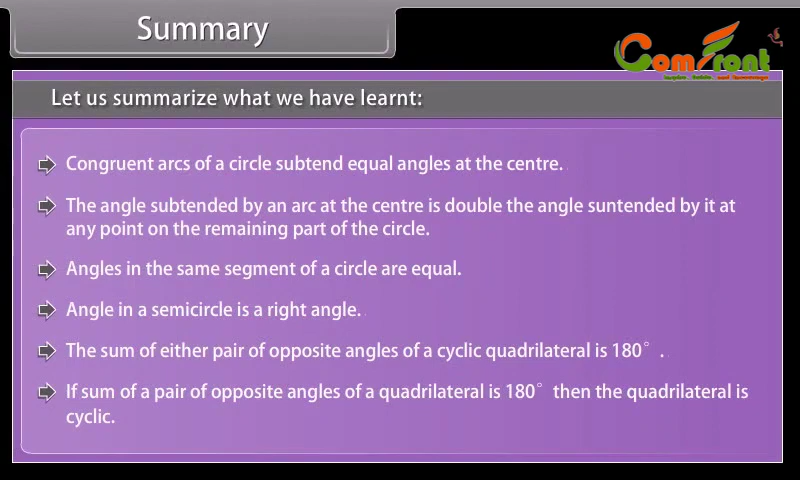 Summary
ComFront
Let us summarize what we have learnt:
Congruent arcs of a circle subtend equal angles at the centre.
The angle subtended by an arc at the centre is double the angle suntended by it at
any point on the remaining part of the circle.
Angles in the same segment of a circle are equal.
Angle in a semicircle is a right angle.
The sum of either pair of opposite angles of a cyclic quadrilateral is 180° .
If sum of a pair of opposite angles of a quadrilateral is 180° then the quadrilateral is
cyclic.